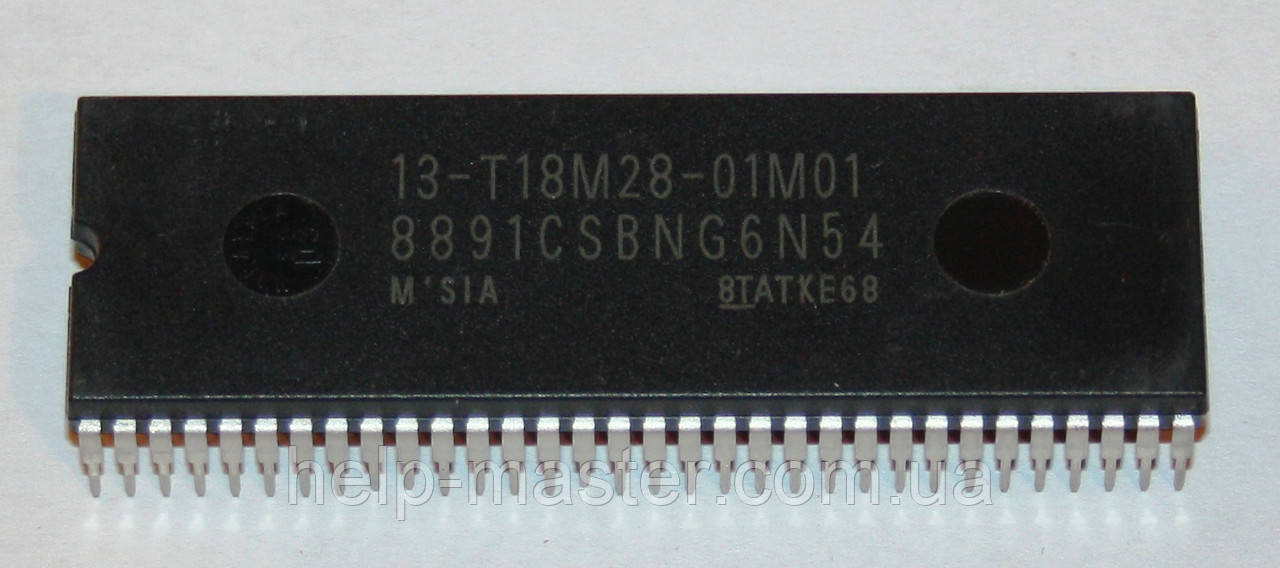 13-T18M28-01M01
8891CSBNG6N54
M'SIA 8TATKE68
help-master.com.ua